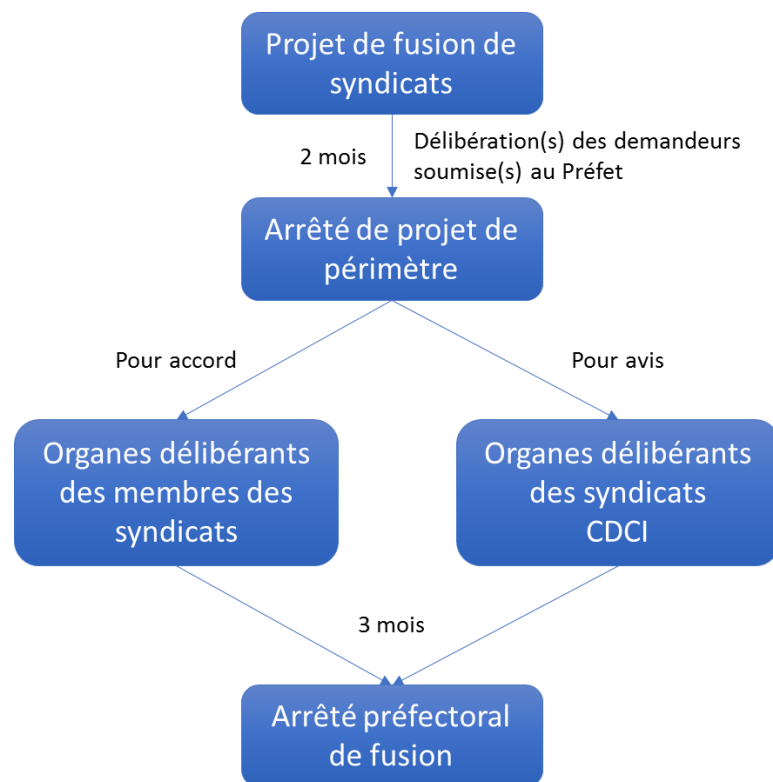 Projet de fusion de
syndicats
2 mois
Délibération(s) des demandeurs
soumise(s) au Préfet
Arrêté de projet de
périmètre
Pour accord
Pour avis
Organes délibérants
des membres des
syndicats
Organes délibérants
des syndicats
CDCI
3 mois
Arrêté préfectoral
de fusion